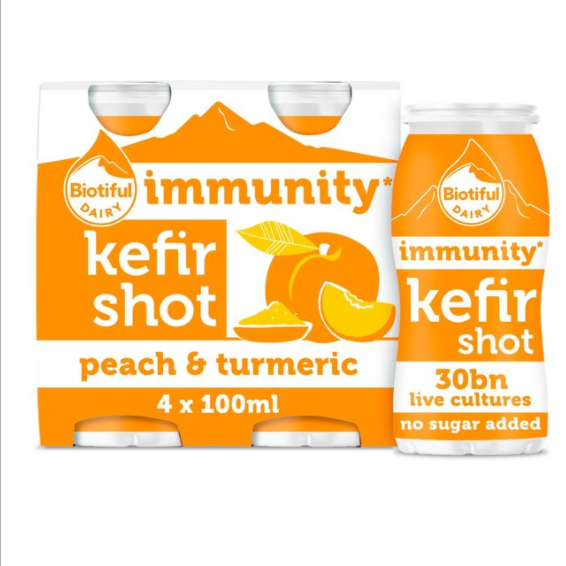 Biotiful
DAIRY
immunity*
kefir
shot
peach & turmeric
4 x 100ml
Biotiful
DAIRY
immunity*
kefir
shot
30bn
live cultures
no sugar added